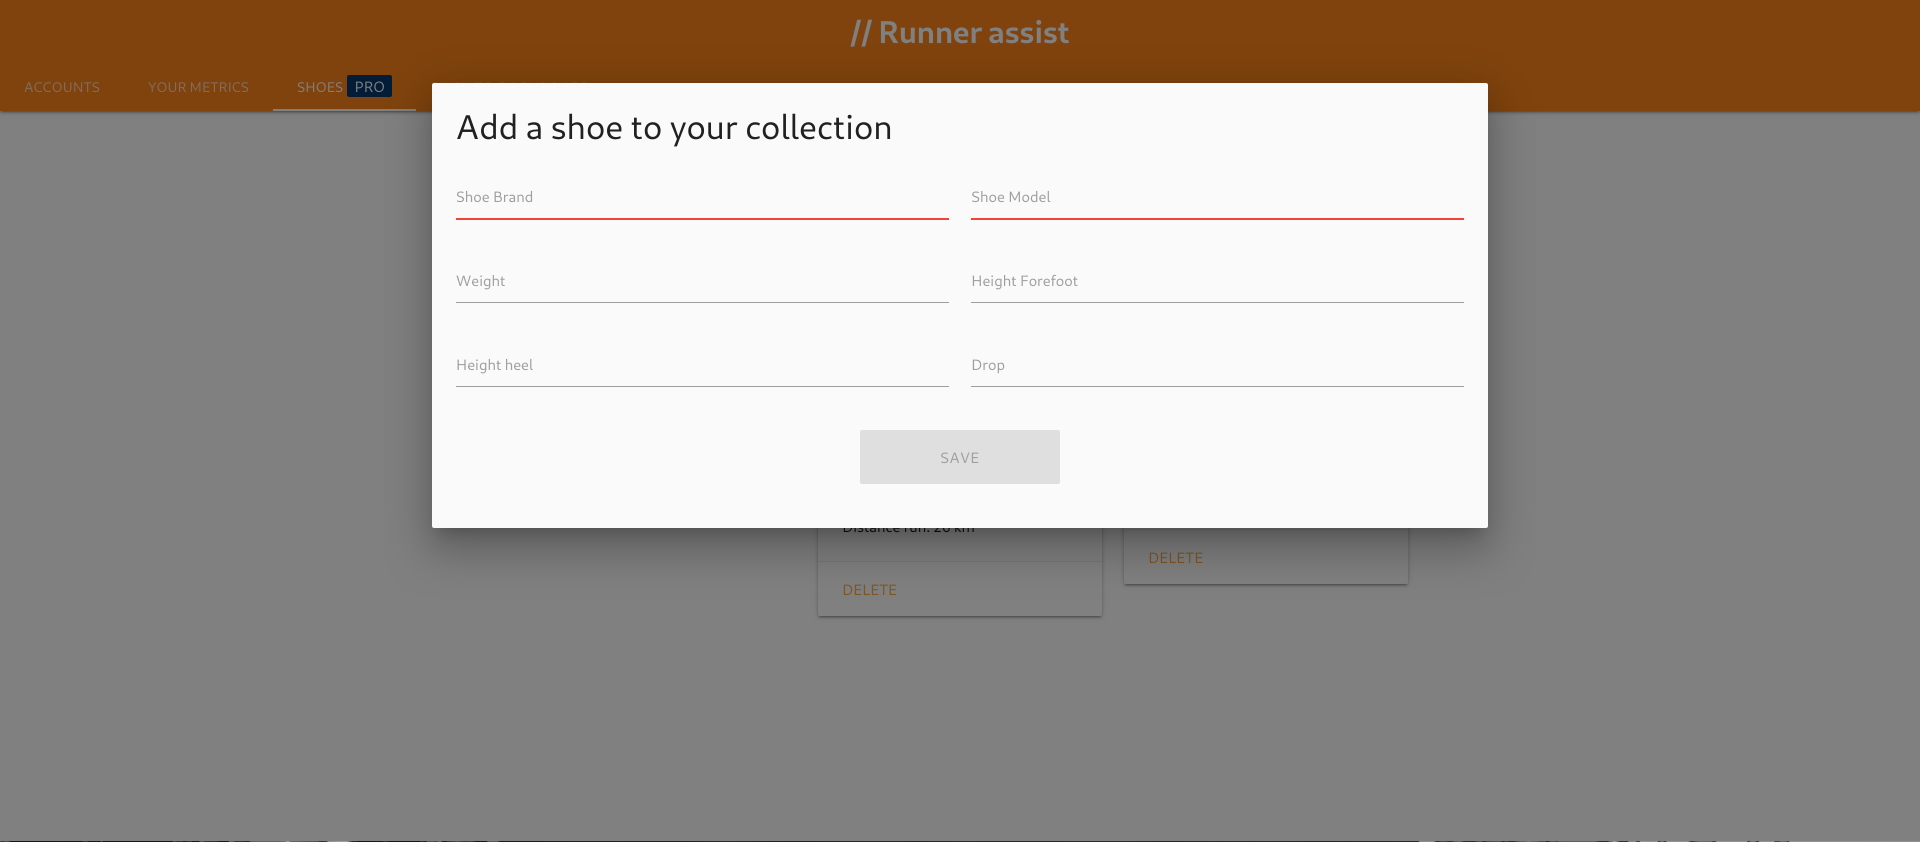 // Runner assist
ACCOUNTS YOUR METRICS SHOES PRO
Add a shoe to your collection
Shoe Brand Shoe Model
Weight Height Forefoot
Height heel Drop
SAVE
Distance run: 20 km
DELETE
DELETE